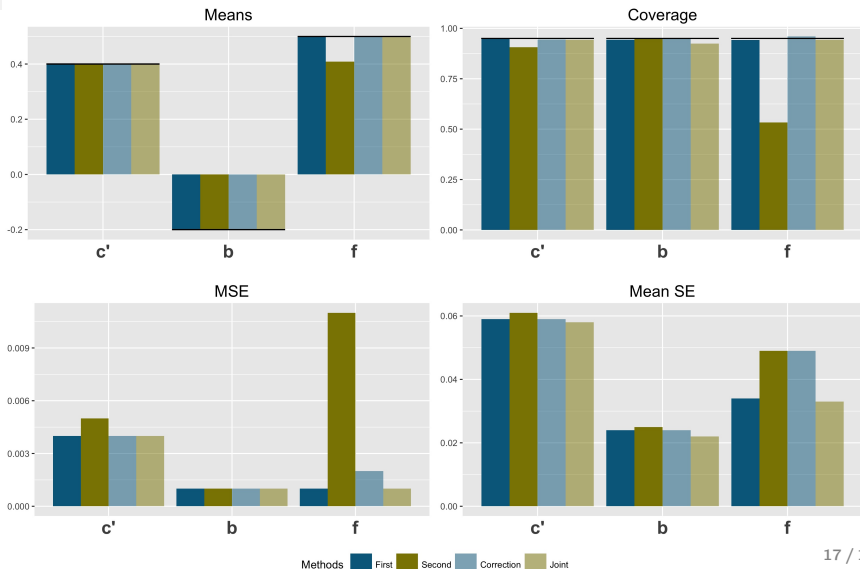 Means
0.4
0.2
0.0
-0.2
c'
b
f
Coverage
1.00
0.75
0.50
0.25
0.00
c'
b
f
MSE
0.009
0.006
0.003
0.000
c'
b
f
Mean SE
0.06
0.04
0.02
0.00
c'
b
f
Methods First Second Correction Joint
17 /